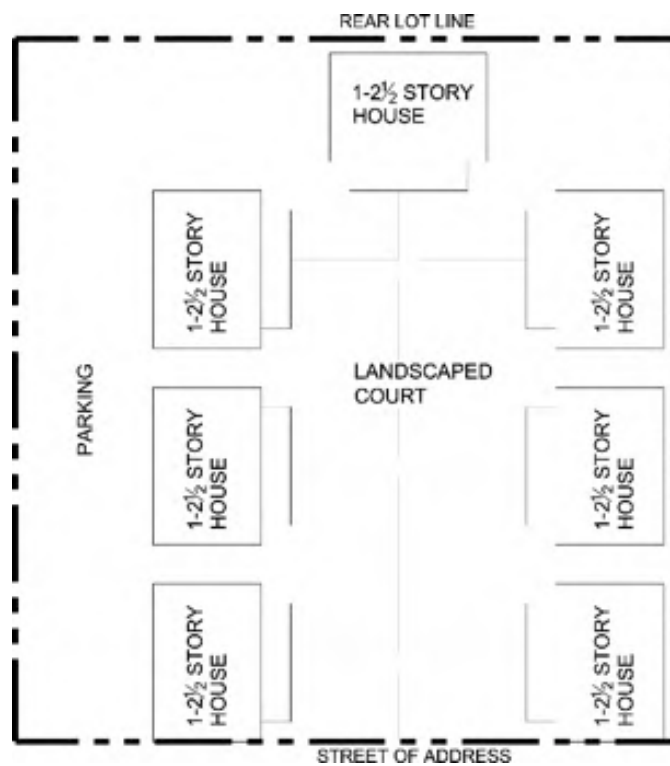 REAR LOT LINE
1-2½ STORY
HOUSE
1-2½ STORY
HOUSE
1-2½ STORY
HOUSE
PARKING
LANDSCAPED
COURT
1-2½ STORY
HOUSE
1-2½ STORY
HOUSE
1-2½ STORY
HOUSE
1-2½ STORY
HOUSE
STREET OF ADDRESS